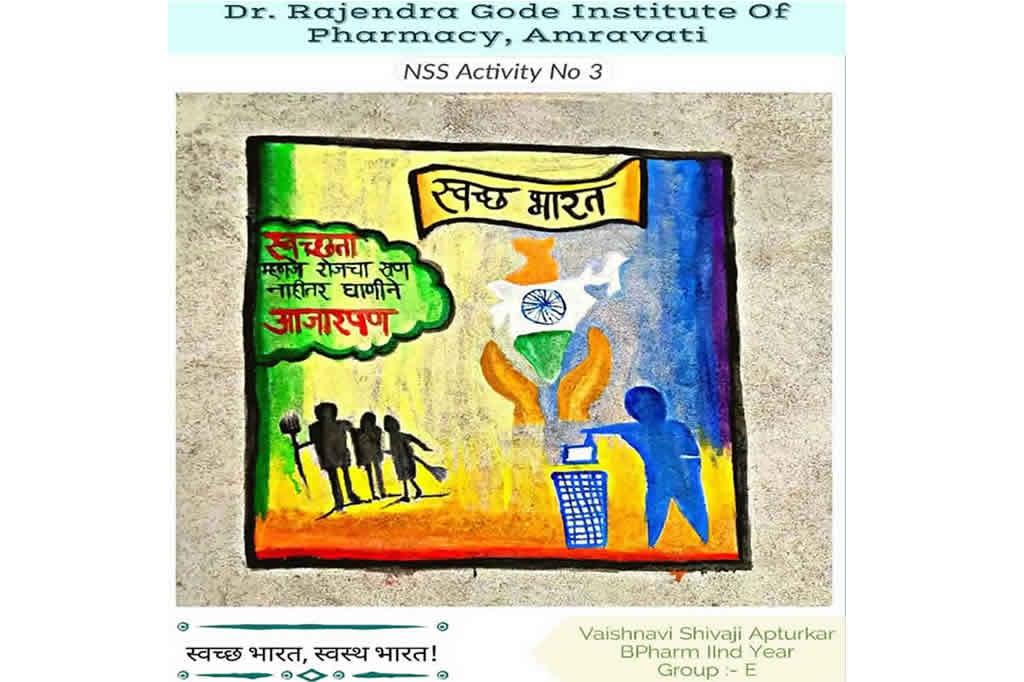 Dr. Rajendra Gode Institute Of
Pharmacy, Amravati
NSS Activity No 3
स्वच्छ भारत
स्वच्छता
म्हणजे रोजचा सण
नाहीतर घाणीने
आजारपण
स्वच्छ भारत, स्वस्थ भारत!
Vaishnavi Shivaji Apturkar
BPharm IInd Year
Group :- E